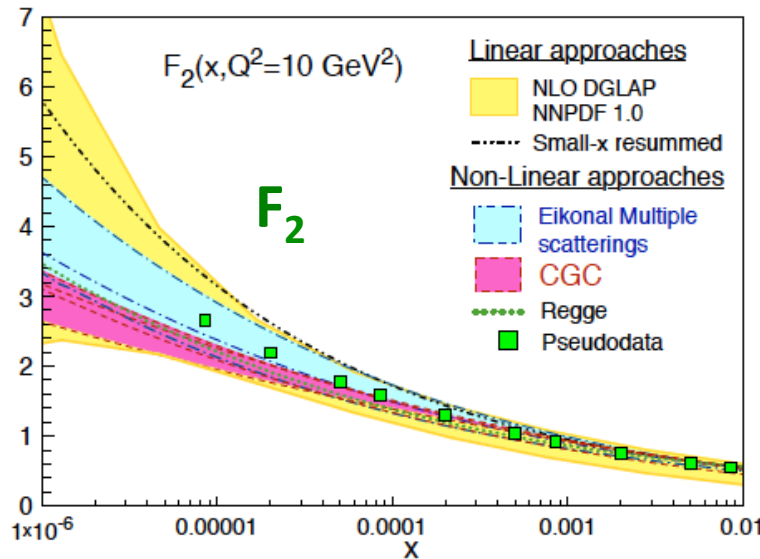 7
6
5
4
3
2
1
0
F₂(x,Q²=10 GeV²)
F₂
Linear approaches
NLO DGLAP
NNPDF 1.0
Small-x resummed
Non-Linear approaches
Eikonal Multiple
scatterings
CGC
Regge
Pseudodata
1×10⁻⁶ 0.00001 0.0001 0.001 0.01
x